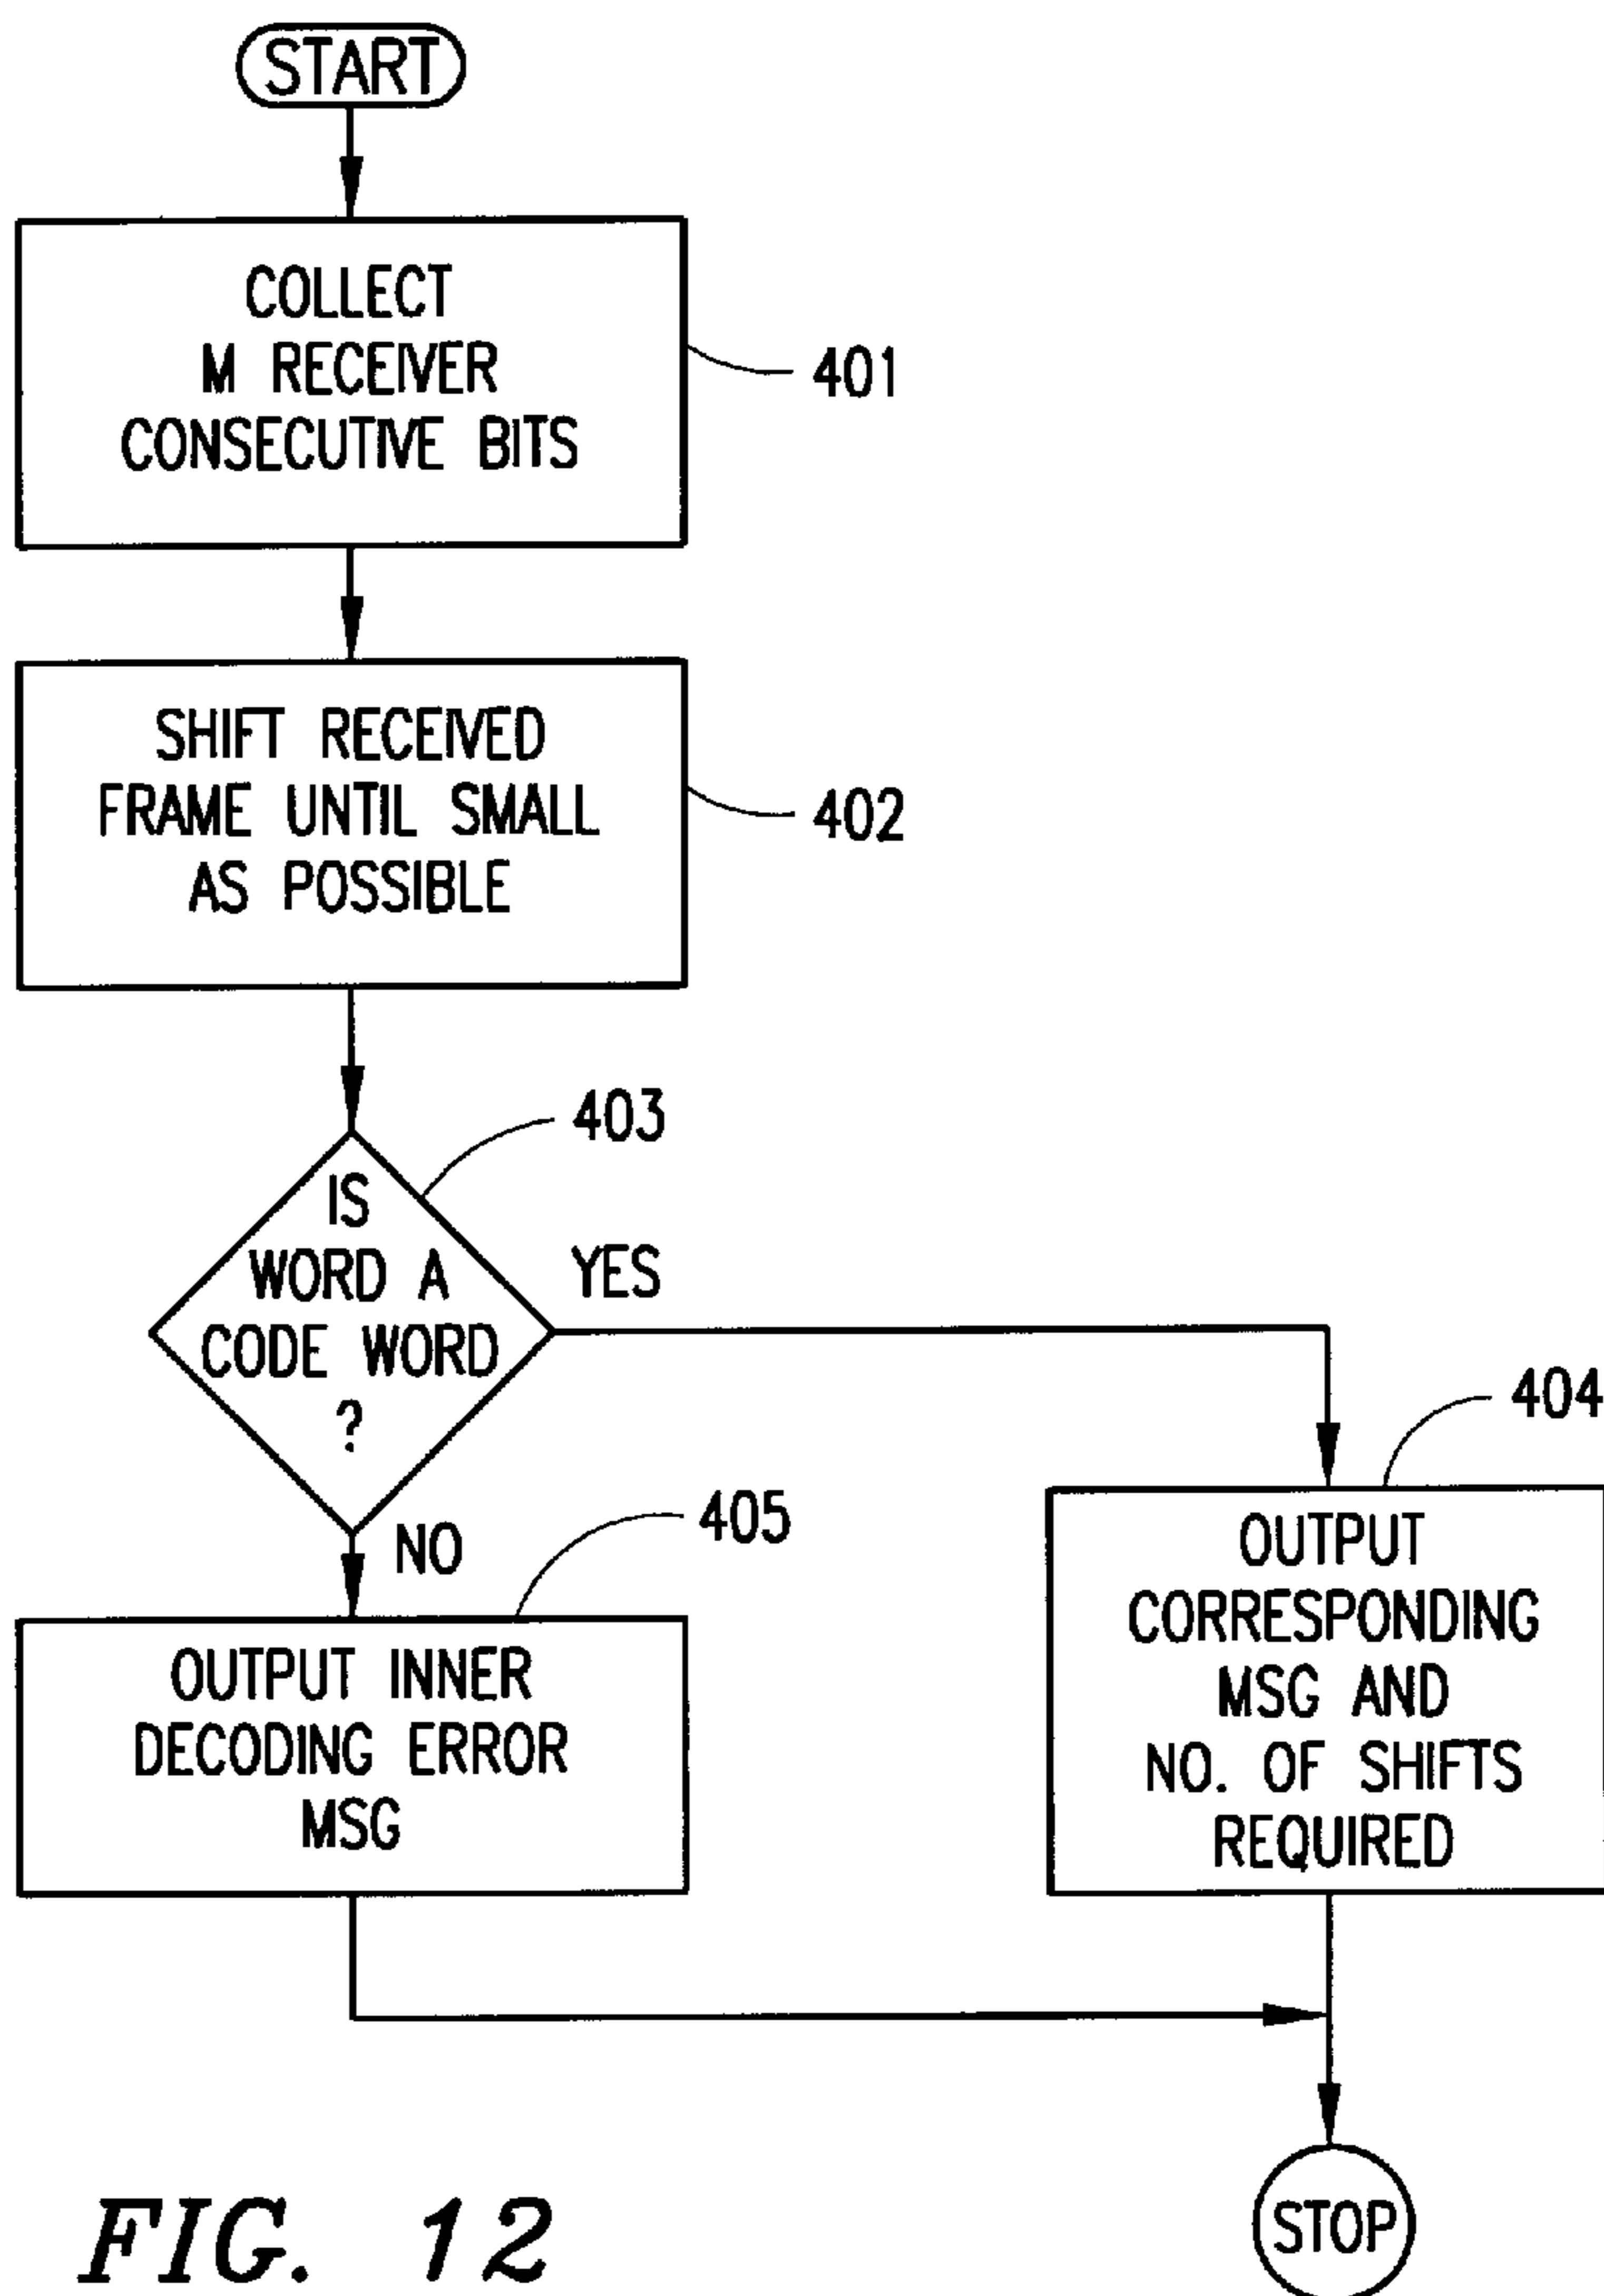 START
COLLECT
M RECEIVER
CONSECUTIVE BITS
401
SHIFT RECEIVED
FRAME UNTIL SMALL
AS POSSIBLE
402
403
IS
WORD A
CODE WORD
?
YES
NO
404
OUTPUT
CORRESPONDING
MSG AND
NO. OF SHIFTS
REQUIRED
405
OUTPUT INNER
DECODING ERROR
MSG
STOP
FIG. 12